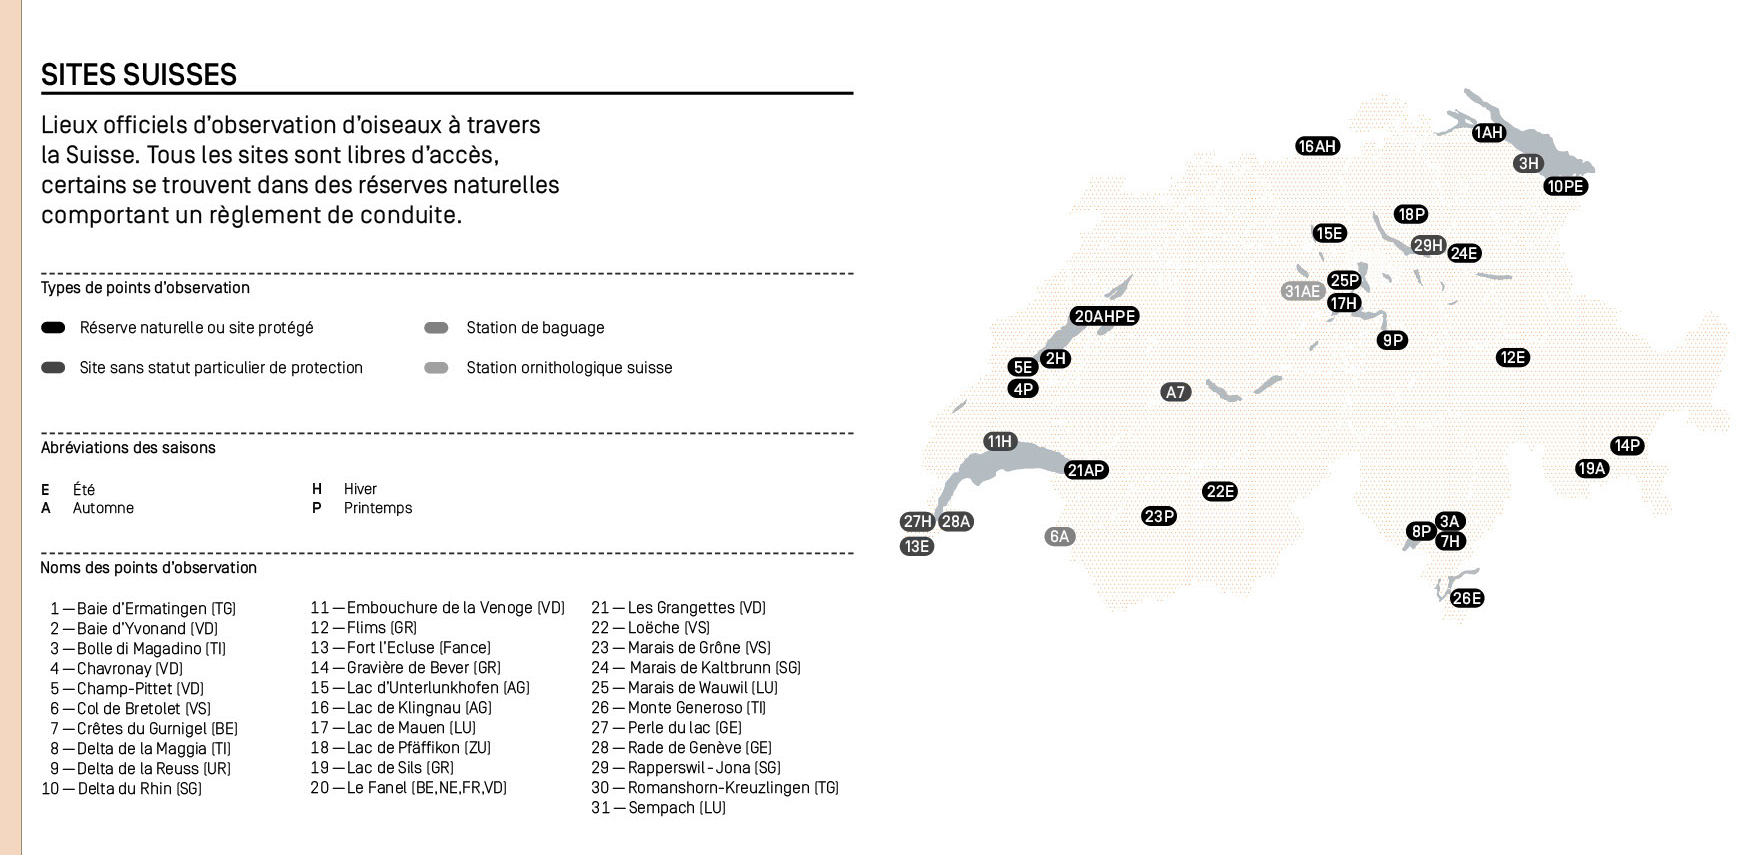 SITES SUISSES
Lieux officiels d'observation d'oiseaux à travers
la Suisse. Tous les sites sont libres d'accès,
certains se trouvent dans des réserves naturelles
comportant un règlement de conduite.
Types de points d'observation
Réserve naturelle ou site protégé
Station de baguage
Site sans statut particulier de protection
Station ornithologique suisse
Abréviations des saisons
E Été
H Hiver
A Automne
P Printemps
Noms des points d'observation
1 — Baie d'Ermatingen (TG)
2 — Baie d'Yvonand (VD)
3 — Bolle di Magadino (TI)
4 — Chavronay (VD)
5 — Champ-Pittet (VD)
6 — Col de Bretolet (VS)
7 — Crêtes du Gurnigel (BE)
8 — Delta de la Maggia (TI)
9 — Delta de la Reuss (UR)
10 — Delta du Rhin (SG)
11 — Embouchure de la Venoge (VD)
12 — Flims (GR)
13 — Fort l'Ecluse (Fance)
14 — Gravière de Bever (GR)
15 — Lac d'Unterlunkhofen (AG)
16 — Lac de Klingnau (AG)
17 — Lac de Mauen (LU)
18 — Lac de Pfäffikon (ZU)
19 — Lac de Sils (GR)
20 — Le Fanel (BE,NE,FR,VD)
21 — Les Grangettes (VD)
22 — Loëche (VS)
23 — Marais de Grône (VS)
24 — Marais de Kaltbrunn (SG)
25 — Marais de Wauwil (LU)
26 — Monte Generoso (TI)
27 — Perle du lac (GE)
28 — Rade de Genève (GE)
29 — Rapperswil-Jona (SG)
30 — Romanshorn-Kreuzlingen (TG)
31 — Sempach (LU)
1AH
16AH
3H
10PE
18P
15E
29H
24E
25P
31AE
17H
20AHPE
9P
2H
12E
5E
4P
A7
11H
14P
21AP
19A
22E
23P
27H
28A
3A
8P
6A
7H
13E
26E